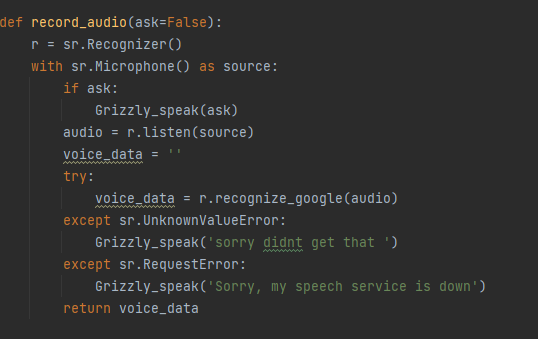 def record_audio(ask=False):
    r = sr.Recognizer()
    with sr.Microphone() as source:
        if ask:
            Grizzly_speak(ask)
        audio = r.listen(source)
        voice_data = ''
        try:
            voice_data = r.recognize_google(audio)
        except sr.UnknownValueError:
            Grizzly_speak('sorry didnt get that ')
        except sr.RequestError:
            Grizzly_speak('Sorry, my speech service is down')
        return voice_data